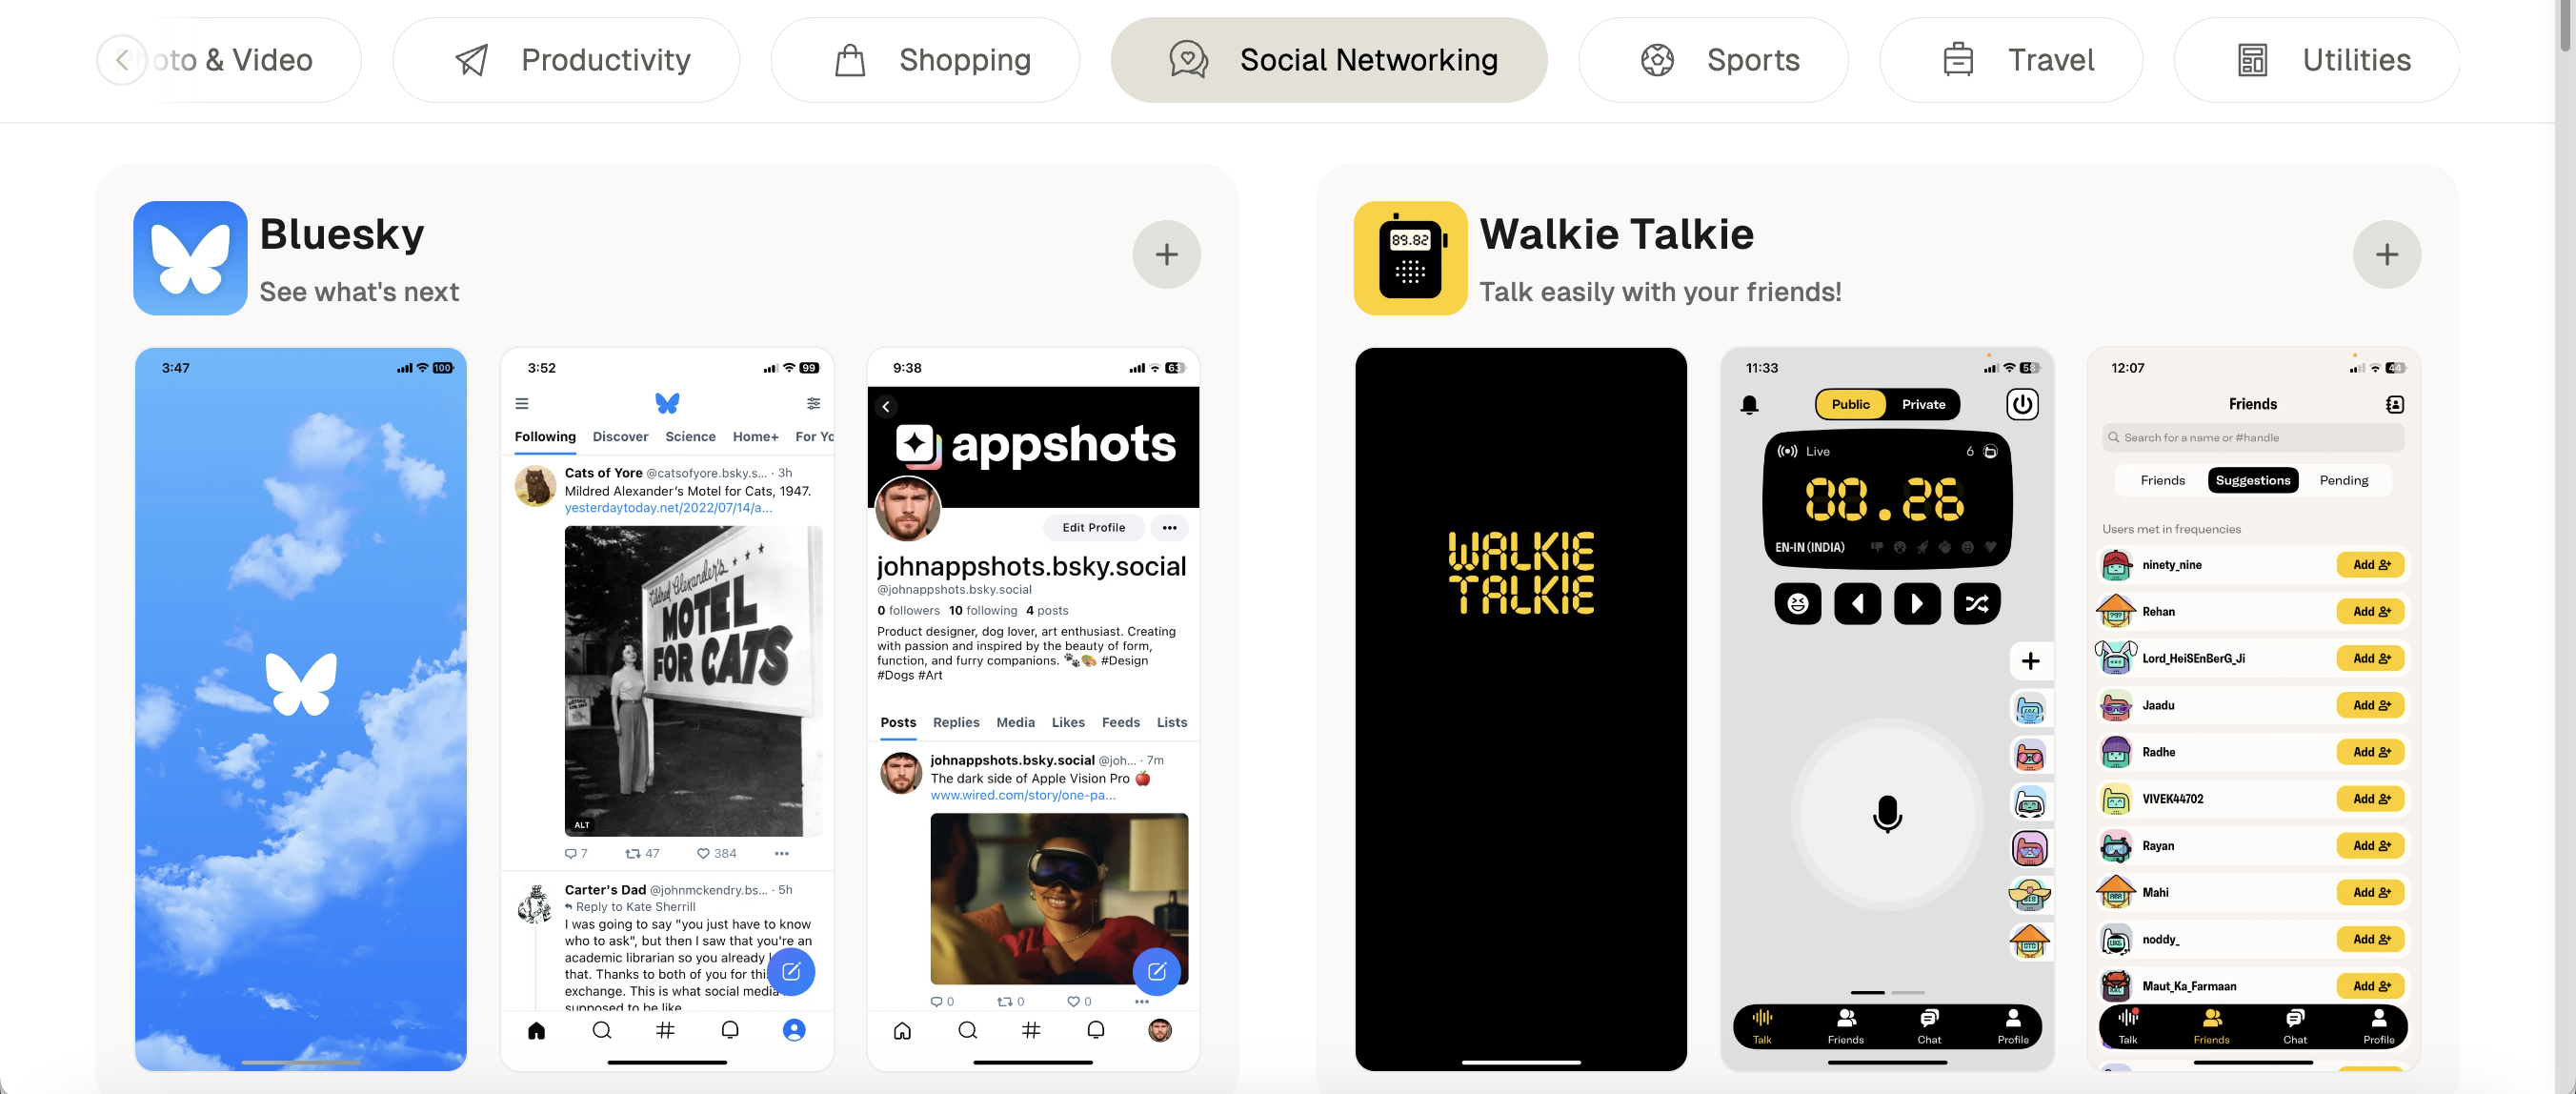 oto & Video
Productivity
Shopping
Social Networking
Sports
Travel
Utilities
Bluesky
See what's next
3:47
100
3:52
99
Following Discover Science Home+ For Yo
Cats of Yore @catsofyore.bsky.s... · 3h
Mildred Alexander's Motel for Cats, 1947.
yesterdaytoday.net/2022/07/14/a...
Mildred Alexander's
MOTEL
FOR CATS
ALT
7 47 384
Carter's Dad @johnmckendry.bs... · 5h
Reply to Kate Sherrill
I was going to say "you just have to know
who to ask", but then I saw that you're an
academic librarian so you already
that. Thanks to both of you for this
exchange. This is what social media
supposed to be like
9:38
63
appshots
Edit Profile
johnappshots.bsky.social
@johnappshots.bsky.social
0 followers 10 following 4 posts
Product designer, dog lover, art enthusiast. Creating
with passion and inspired by the beauty of form,
function, and furry companions. 🐾🎨 #Design
#Dogs #Art
Posts Replies Media Likes Feeds Lists
johnappshots.bsky.social @joh... · 7m
The dark side of Apple Vision Pro 🍎
www.wired.com/story/one-pa...
0 0 0
89.82
Walkie Talkie
Talk easily with your friends!
WALKIE
TALKIE
11:33
58
Public Private
Live 6
00.26
EN-IN (INDIA)
Talk Friends Chat Profile
12:07
44
Friends
Search for a name or #handle
Friends Suggestions Pending
Users met in frequencies
ninety_nine Add
Rehan Add
Lord_HeiSEnBerG_Ji Add
Jaadu Add
Radhe Add
VIVEK44702 Add
Rayan Add
Mahi Add
noddy_ Add
Maut_Ka_Farmaan Add
Talk Friends Chat Profile